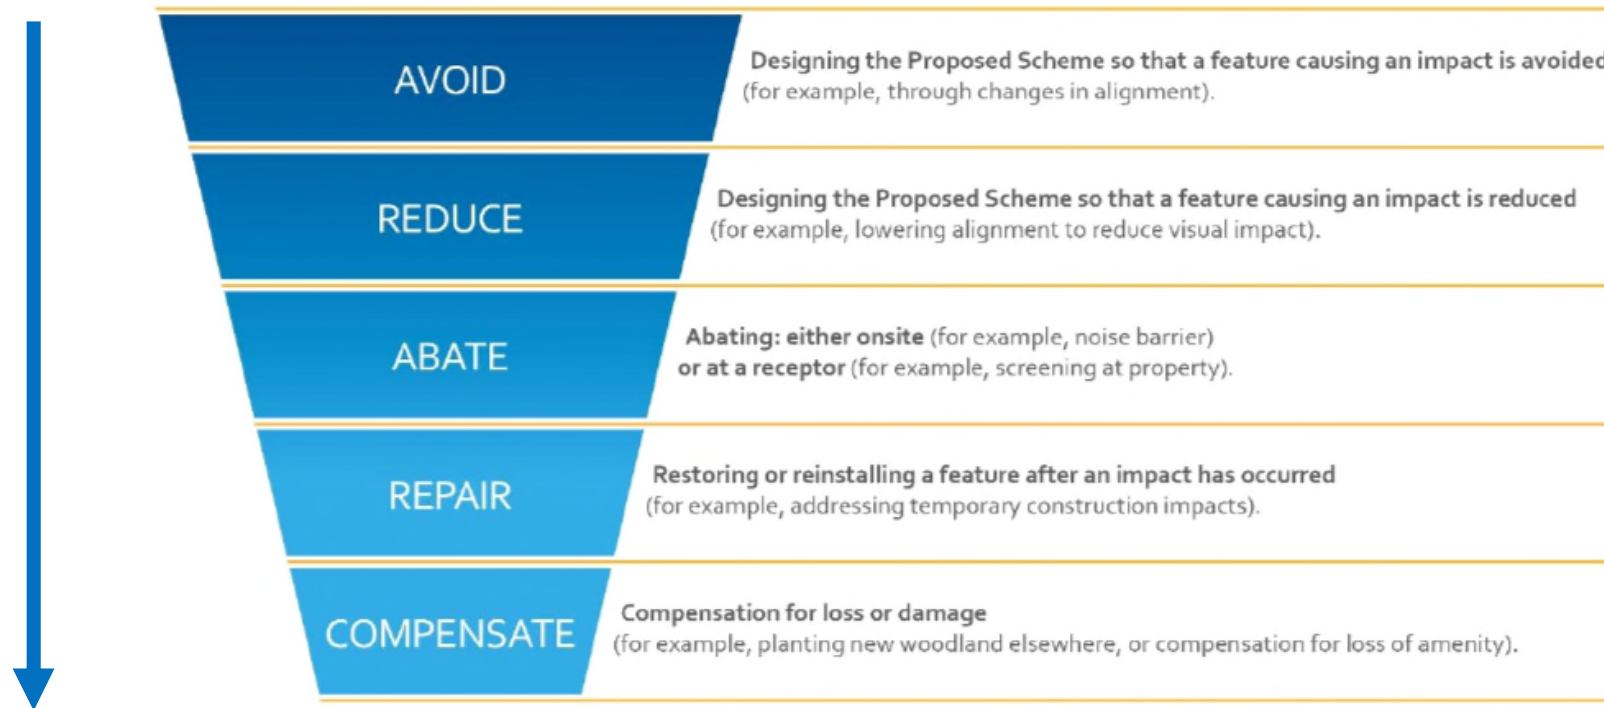 AVOID
Designing the Proposed Scheme so that a feature causing an impact is avoided
(for example, through changes in alignment).
REDUCE
Designing the Proposed Scheme so that a feature causing an impact is reduced
(for example, lowering alignment to reduce visual impact).
ABATE
Abating: either onsite (for example, noise barrier)
or at a receptor (for example, screening at property).
REPAIR
Restoring or reinstalling a feature after an impact has occurred
(for example, addressing temporary construction impacts).
COMPENSATE
Compensation for loss or damage
(for example, planting new woodland elsewhere, or compensation for loss of amenity).